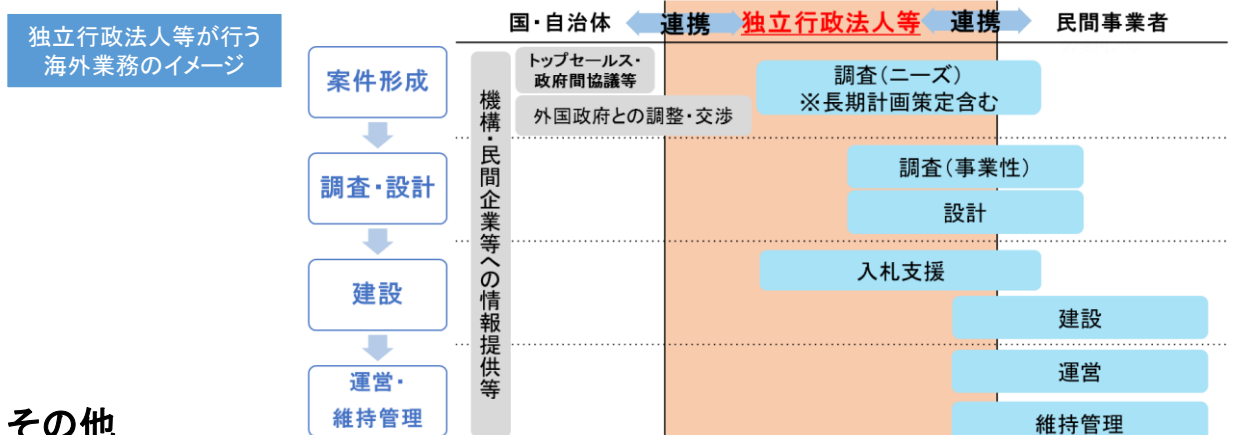 独立行政法人等が行う
海外業務のイメージ
国・自治体
連携
独立行政法人等
連携
民間事業者
案件形成
調査・設計
建設
運営・
維持管理
機構・民間企業等への情報提供等
トップセールス・
政府間協議等
外国政府との調整・交渉
調査(ニーズ)
※長期計画策定含む
調査(事業性)
設計
入札支援
建設
運営
維持管理
その他